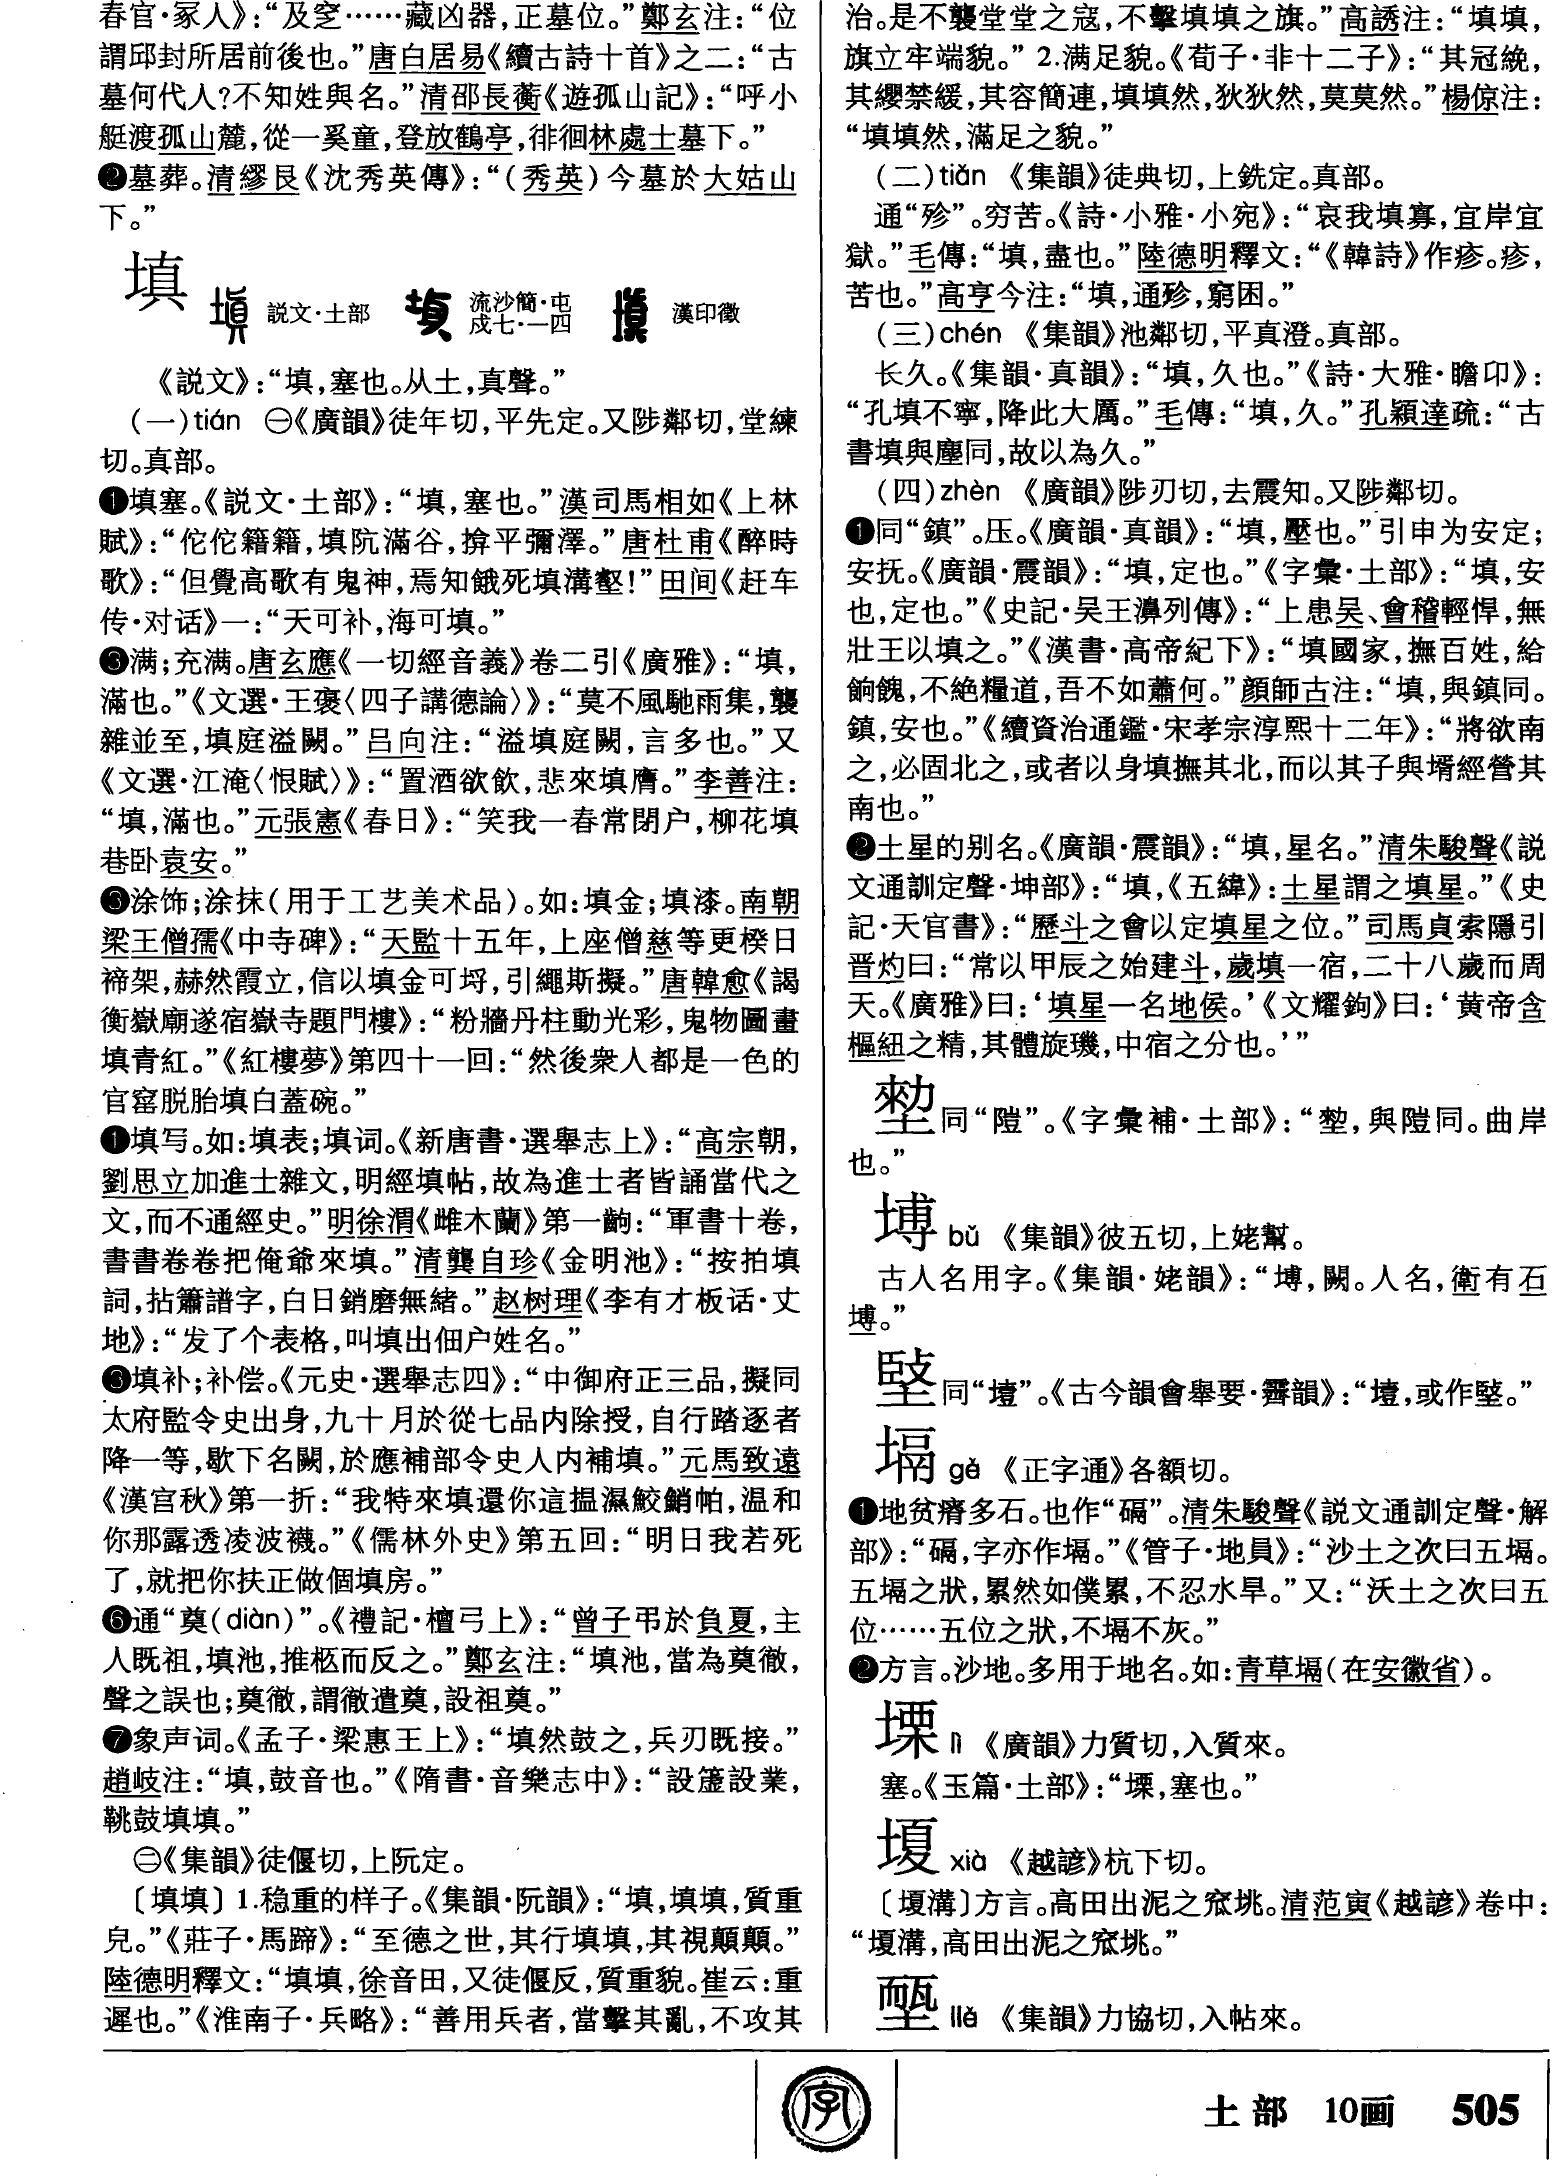 春官·冢人》：“及窆……藏凶器，正墓位。”鄭玄注：“位
謂邱封所居前後也。”唐白居易《續古詩十首》之二：“古
墓何代人?不知姓與名。”清邵長蘅《遊孤山記》：“呼小
艇渡孤山麓，從一奚童，登放鶴亭，徘徊林處士墓下。”
❷墓葬。清繆艮《沈秀英傳》：“(秀英)今墓於大姑山
下。”
填 説文·土部 流沙簡·屯戍七·一四 漢印徵
《説文》：“填，塞也。从土，真聲。”
(一)tián ㊀《廣韻》徒年切，平先定。又陟鄰切，堂練
切。真部。
❶填塞。《説文·土部》：“填，塞也。”漢司馬相如《上林
賦》：“佗佗籍籍，填阬滿谷，揜平彌澤。”唐杜甫《醉時
歌》：“但覺高歌有鬼神，焉知餓死填溝壑!”田间《赶车
传·对话》一：“天可补，海可填。”
❸满；充满。唐玄應《一切經音義》卷二引《廣雅》：“填，
滿也。”《文選·王褒〈四子講德論〉》：“莫不風馳雨集，襲
雜並至，填庭溢闕。”吕向注：“溢填庭闕，言多也。”又
《文選·江淹〈恨賦〉》：“置酒欲飲，悲來填膺。”李善注：
“填，滿也。”元張憲《春日》：“笑我一春常閉户，柳花填
巷卧袁安。”
❸涂饰；涂抹(用于工艺美术品)。如：填金；填漆。南朝
梁王僧孺《中寺碑》：“天監十五年，上座僧慈等更揆日
褅架，赫然霞立，信以填金可埒，引繩斯擬。”唐韓愈《謁
衡嶽廟遂宿嶽寺題門樓》：“粉牆丹柱動光彩，鬼物圖畫
填青紅。”《紅樓夢》第四十一回：“然後衆人都是一色的
官窑脱胎填白蓋碗。”
❶填写。如：填表；填词。《新唐書·選舉志上》：“高宗朝，
劉思立加進士雜文，明經填帖，故為進士者皆誦當代之
文，而不通經史。”明徐渭《雌木蘭》第一齣：“軍書十卷，
書書卷卷把俺爺來填。”清龔自珍《金明池》：“按拍填
詞，拈簫譜字，白日銷磨無緒。”赵树理《李有才板话·丈
地》：“发了个表格，叫填出佃户姓名。”
❸填补；补偿。《元史·選舉志四》：“中御府正三品，擬同
太府監令史出身，九十月於從七品内除授，自行踏逐者
降一等，歇下名闕，於應補部令史人内補填。”元馬致遠
《漢宫秋》第一折：“我特來填還你這揾濕鮫鮹帕，温和
你那露透凌波襪。”《儒林外史》第五回：“明日我若死
了，就把你扶正做個填房。”
❻通“奠(diàn)”。《禮記·檀弓上》：“曾子弔於負夏，主
人既祖，填池，推柩而反之。”鄭玄注：“填池，當為奠徹，
聲之誤也；奠徹，謂徹遣奠，設祖奠。”
❼象声词。《孟子·梁惠王上》：“填然鼓之，兵刃既接。”
趙岐注：“填，鼓音也。”《隋書·音樂志中》：“設簴設業，
鞉鼓填填。”
㊁《集韻》徒偃切，上阮定。
〔填填〕1.稳重的样子。《集韻·阮韻》：“填，填填，質重
皃。”《莊子·馬蹄》：“至德之世，其行填填，其視顛顛。”
陸德明釋文：“填填，徐音田，又徒偃反，質重貌。崔云：重
遲也。”《淮南子·兵略》：“善用兵者，當擊其亂，不攻其
治。是不襲堂堂之寇，不擊填填之旗。”高誘注：“填填，
旗立牢端貌。”2.满足貌。《荀子·非十二子》：“其冠絻，
其纓禁緩，其容簡連，填填然，狄狄然，莫莫然。”楊倞注：
“填填然，滿足之貌。”
(二)tiǎn 《集韻》徒典切，上銑定。真部。
通“殄”。穷苦。《詩·小雅·小宛》：“哀我填寡，宜岸宜
獄。”毛傳：“填，盡也。”陸德明釋文：“《韓詩》作疹。疹，
苦也。”高亨今注：“填，通殄，窮困。”
(三)chén 《集韻》池鄰切，平真澄。真部。
长久。《集韻·真韻》：“填，久也。”《詩·大雅·瞻卬》：
“孔填不寧，降此大厲。”毛傳：“填，久。”孔穎達疏：“古
書填與塵同，故以為久。”
(四)zhèn 《廣韻》陟刃切，去震知。又陟鄰切。
❶同“鎮”。压。《廣韻·真韻》：“填，壓也。”引申为安定；
安抚。《廣韻·震韻》：“填，定也。”《字彙·土部》：“填，安
也，定也。”《史記·吴王濞列傳》：“上患吴、會稽輕悍，無
壯王以填之。”《漢書·高帝紀下》：“填國家，撫百姓，給
餉餽，不絶糧道，吾不如蕭何。”顔師古注：“填，與鎮同。
鎮，安也。”《續資治通鑑·宋孝宗淳熙十二年》：“將欲南
之，必固北之，或者以身填撫其北，而以其子與壻經營其
南也。”
❷土星的别名。《廣韻·震韻》：“填，星名。”清朱駿聲《説
文通訓定聲·坤部》：“填，《五緯》：土星謂之填星。”《史
記·天官書》：“歷斗之會以定填星之位。”司馬貞索隱引
晋灼曰：“常以甲辰之始建斗，歲填一宿，二十八歲而周
天。《廣雅》曰：‘填星一名地侯。’《文耀鉤》曰：‘黄帝含
樞紐之精，其體旋璣，中宿之分也。’”
同“隑”。《字彙補·土部》：“，與隑同。曲岸
也。”
㙛 bǔ 《集韻》彼五切，上姥幫。
古人名用字。《集韻·姥韻》：“㙛，闕。人名，衛有石
㙛。”
同“壇”。《古今韻會舉要·霽韻》：“，或作。”
塥 gé 《正字通》各額切。
❶地贫瘠多石。也作“碻”。清朱駿聲《説文通訓定聲·解
部》：“碻，字亦作塥。”《管子·地員》：“沙土之次曰五塥。
五塥之狀，累然如僕累，不忍水旱。”又：“沃土之次曰五
位……五位之狀，不塥不灰。”
❷方言。沙地。多用于地名。如：青草塥(在安徽省)。
塛 lì 《廣韻》力質切，入質來。
塞。《玉篇·土部》：“塛，塞也。”
xià 《越諺》杭下切。
〔溝〕方言。高田出泥之窊垗。清范寅《越諺》卷中：
“溝，高田出泥之窊垗。”
liè 《集韻》力協切，入帖來。
字
土部 10画 505